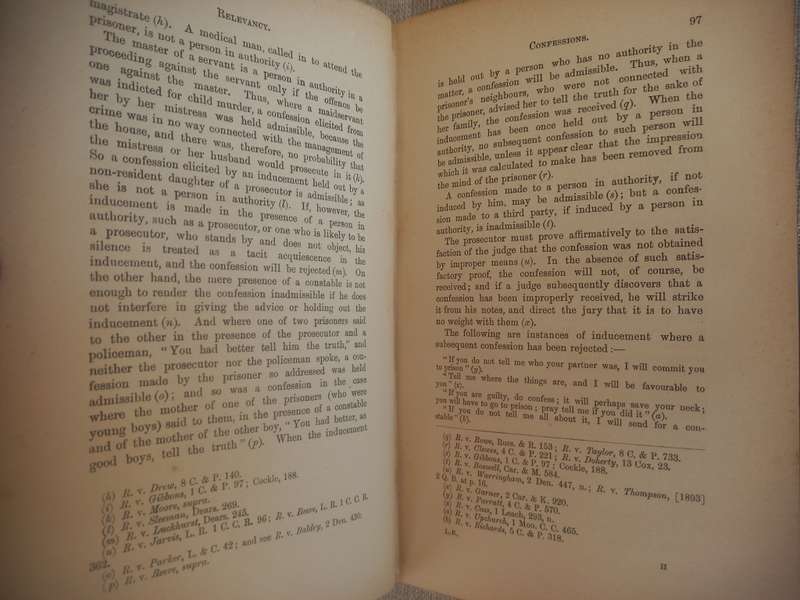 RELEVANCY.
magistrate (h). A medical man, called in to attend the
prisoner, is not a person in authority (i).
The master of a servant is a person in authority in a
proceeding against the servant only if the offence be
one against the master. Thus, where a maidservant
was indicted for child murder, a confession elicited from
her by her mistress was held admissible, because the
crime was in no way connected with the management of
the house, and there was, therefore, no probability that
the mistress or her husband would prosecute in it (k).
So a confession elicited by an inducement held out by a
non-resident daughter of a prosecutor is admissible; as
she is not a person in authority (l). If, however, the
inducement is made in the presence of a person in
authority, such as a prosecutor, or one who is likely to be
a prosecutor, who stands by and does not object, his
silence is treated as a tacit acquiescence in the
inducement, and the confession will be rejected (m). On
the other hand, the mere presence of a constable is not
enough to render the confession inadmissible if he does
not interfere in giving the advice or holding out the
inducement (n). And where one of two prisoners said
to the other in the presence of the prosecutor and a
policeman, "You had better tell him the truth," and
neither the prosecutor nor the policeman spoke, a con-
fession made by the prisoner so addressed was held
admissible (o); and so was a confession in the case
where the mother of one of the prisoners (who were
young boys) said to them, in the presence of a constable
and of the mother of the other boy, "You had better, as
good boys, tell the truth" (p). When the inducement
(h) R. v. Drew, 8 C. & P. 140.
(i) R. v. Gibbons, 1 C. & P. 97; Cockle, 188.
(k) R. v. Moore, supra.
(l) R. v. Sleeman, Dears. 269.
(m) R. v. Luckhurst, Dears. 245.
(n) R. v. Jarvis, L. R. 1 C. C. R. 96; R. v. Reeve, L. R. 1 C. C. R.
362.
(o) R. v. Parker, L. & C. 42; and see R. v. Baldry, 2 Den. 430.
(p) R. v. Reeve, supra.
CONFESSIONS.
97
is held out by a person who has no authority in the
matter, a confession will be admissible. Thus, when a
prisoner's neighbours, who were not connected with
the prisoner, advised her to tell the truth for the sake of
her family, the confession was received (q). When the
inducement has been once held out by a person in
authority, no subsequent confession to such person will
be admissible, unless it appear clear that the impression
which it was calculated to make has been removed from
the mind of the prisoner (r).
A confession made to a person in authority, if not
induced by him, may be admissible (s); but a confes-
sion made to a third party, if induced by a person in
authority, is inadmissible (t).
The prosecutor must prove affirmatively to the satis-
faction of the judge that the confession was not obtained
by improper means (u). In the absence of such satis-
factory proof, the confession will not, of course, be
received; and if a judge subsequently discovers that a
confession has been improperly received, he will strike
it from his notes, and direct the jury that it is to have
no weight with them (x).
The following are instances of inducement where a
subsequent confession has been rejected:—
"If you do not tell me who your partner was, I will commit you
to prison" (y).
"Tell me where the things are, and I will be favourable to
you" (z).
"If you are guilty, do confess; it will perhaps save your neck;
you will have to go to prison; pray tell me if you did it" (a).
"If you do not tell me all about it, I will send for a con-
stable" (b).
(q) R. v. Rowe, Russ. & R. 153; R. v. Taylor, 8 C. & P. 733.
(r) R. v. Clewes, 4 C. & P. 221; R. v. Doherty, 13 Cox, 23.
(s) R. v. Gibbons, 1 C. & P. 97; Cockle, 188.
(t) R. v. Boswell, Car. & M. 584.
(u) R. v. Warringham, 2 Den. 447, n.; R. v. Thompson, [1893]
2 Q. B. at p. 16.
(x) R. v. Garner, 2 Car. & K. 920.
(y) R. v. Parratt, 4 C. & P. 570.
(z) R. v. Cass, 1 Leach, 293, n.
(a) R. v. Upchurch, 1 Moo. C. C. 465.
(b) R. v. Richards, 5 C. & P. 318.
L.E.
H